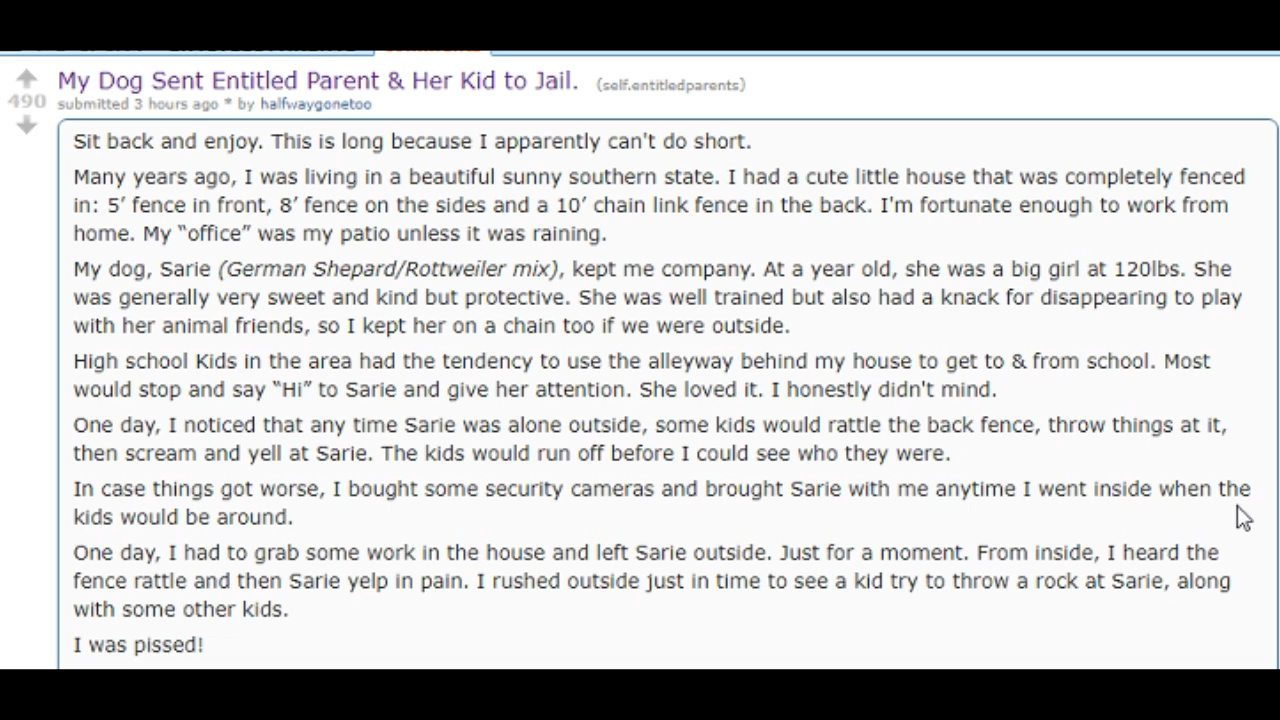 My Dog Sent Entitled Parent & Her Kid to Jail. (self.entitledparents)
490
submitted 3 hours ago * by halfwaygonetoo
Sit back and enjoy. This is long because I apparently can't do short.
Many years ago, I was living in a beautiful sunny southern state. I had a cute little house that was completely fenced
in: 5’ fence in front, 8’ fence on the sides and a 10’ chain link fence in the back. I'm fortunate enough to work from
home. My “office” was my patio unless it was raining.
My dog, Sarie (German Shepard/Rottweiler mix), kept me company. At a year old, she was a big girl at 120lbs. She
was generally very sweet and kind but protective. She was well trained but also had a knack for disappearing to play
with her animal friends, so I kept her on a chain too if we were outside.
High school Kids in the area had the tendency to use the alleyway behind my house to get to & from school. Most
would stop and say “Hi” to Sarie and give her attention. She loved it. I honestly didn't mind.
One day, I noticed that any time Sarie was alone outside, some kids would rattle the back fence, throw things at it,
then scream and yell at Sarie. The kids would run off before I could see who they were.
In case things got worse, I bought some security cameras and brought Sarie with me anytime I went inside when the
kids would be around.
One day, I had to grab some work in the house and left Sarie outside. Just for a moment. From inside, I heard the
fence rattle and then Sarie yelp in pain. I rushed outside just in time to see a kid try to throw a rock at Sarie, along
with some other kids.
I was pissed!